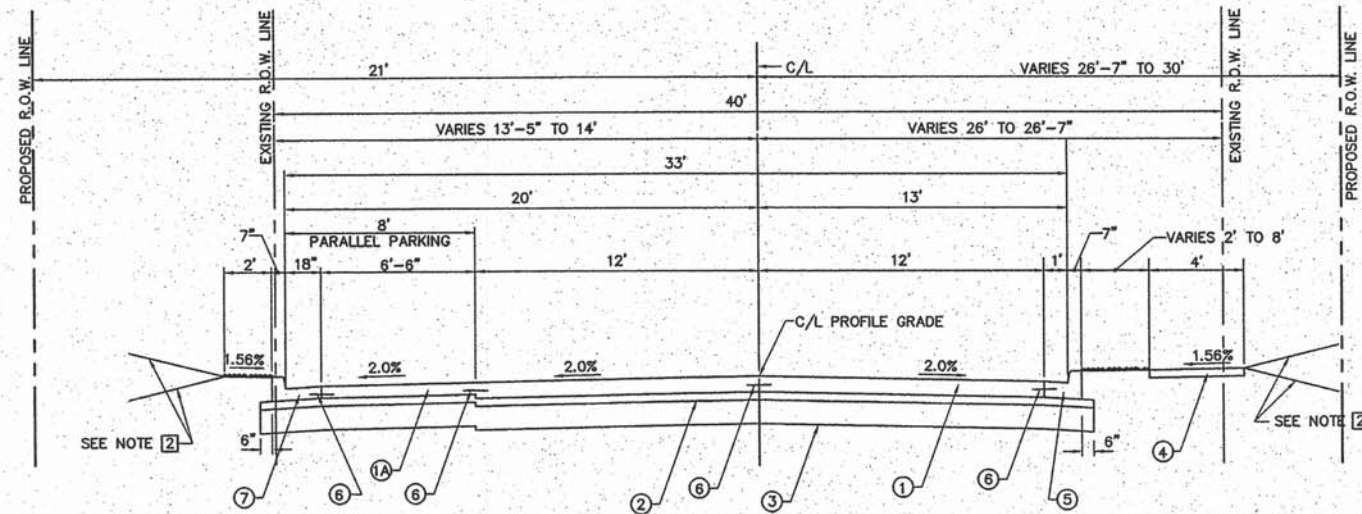 PROPOSED R.O.W. LINE
EXISTING R.O.W. LINE
EXISTING R.O.W. LINE
PROPOSED R.O.W. LINE
21'
C/L
VARIES 26'-7" TO 30'
40'
VARIES 13'-5" TO 14'
VARIES 26' TO 26'-7"
33'
20'
13'
8'
PARALLEL PARKING
7"
7"
VARIES 2' TO 8'
2'
18"
6'-6"
12'
12'
1'
4'
C/L PROFILE GRADE
1.56%
2.0%
2.0%
2.0%
1.56%
SEE NOTE 2
SEE NOTE 2
6"
6"
7
6
1A
6
2
6
3
1
6
5
4